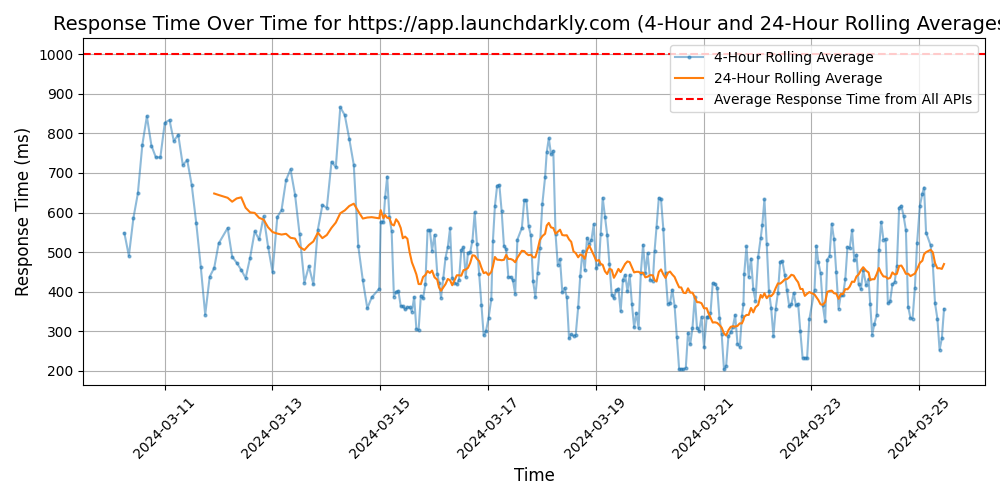 Response Time Over Time for https://app.launchdarkly.com (4-Hour and 24-Hour Rolling Averages
Response Time (ms)
1000
900
800
700
600
500
400
300
200
4-Hour Rolling Average
24-Hour Rolling Average
Average Response Time from All APIs
2024-03-11
2024-03-13
2024-03-15
2024-03-17
2024-03-19
2024-03-21
2024-03-23
2024-03-25
Time